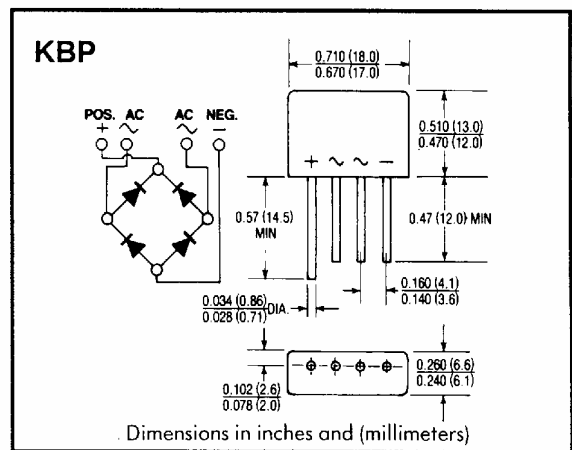 KBP
POS. AC AC NEG.
+ ~ ~ −
0.710 (18.0)
0.670 (17.0)
0.510 (13.0)
0.470 (12.0)
+ ~ ~ −
0.57 (14.5)
MIN
0.47 (12.0) MIN
0.160 (4.1)
0.140 (3.6)
0.034 (0.86)
0.028 (0.71) DIA.
0.102 (2.6)
0.078 (2.0)
0.260 (6.6)
0.240 (6.1)
Dimensions in inches and (millimeters)